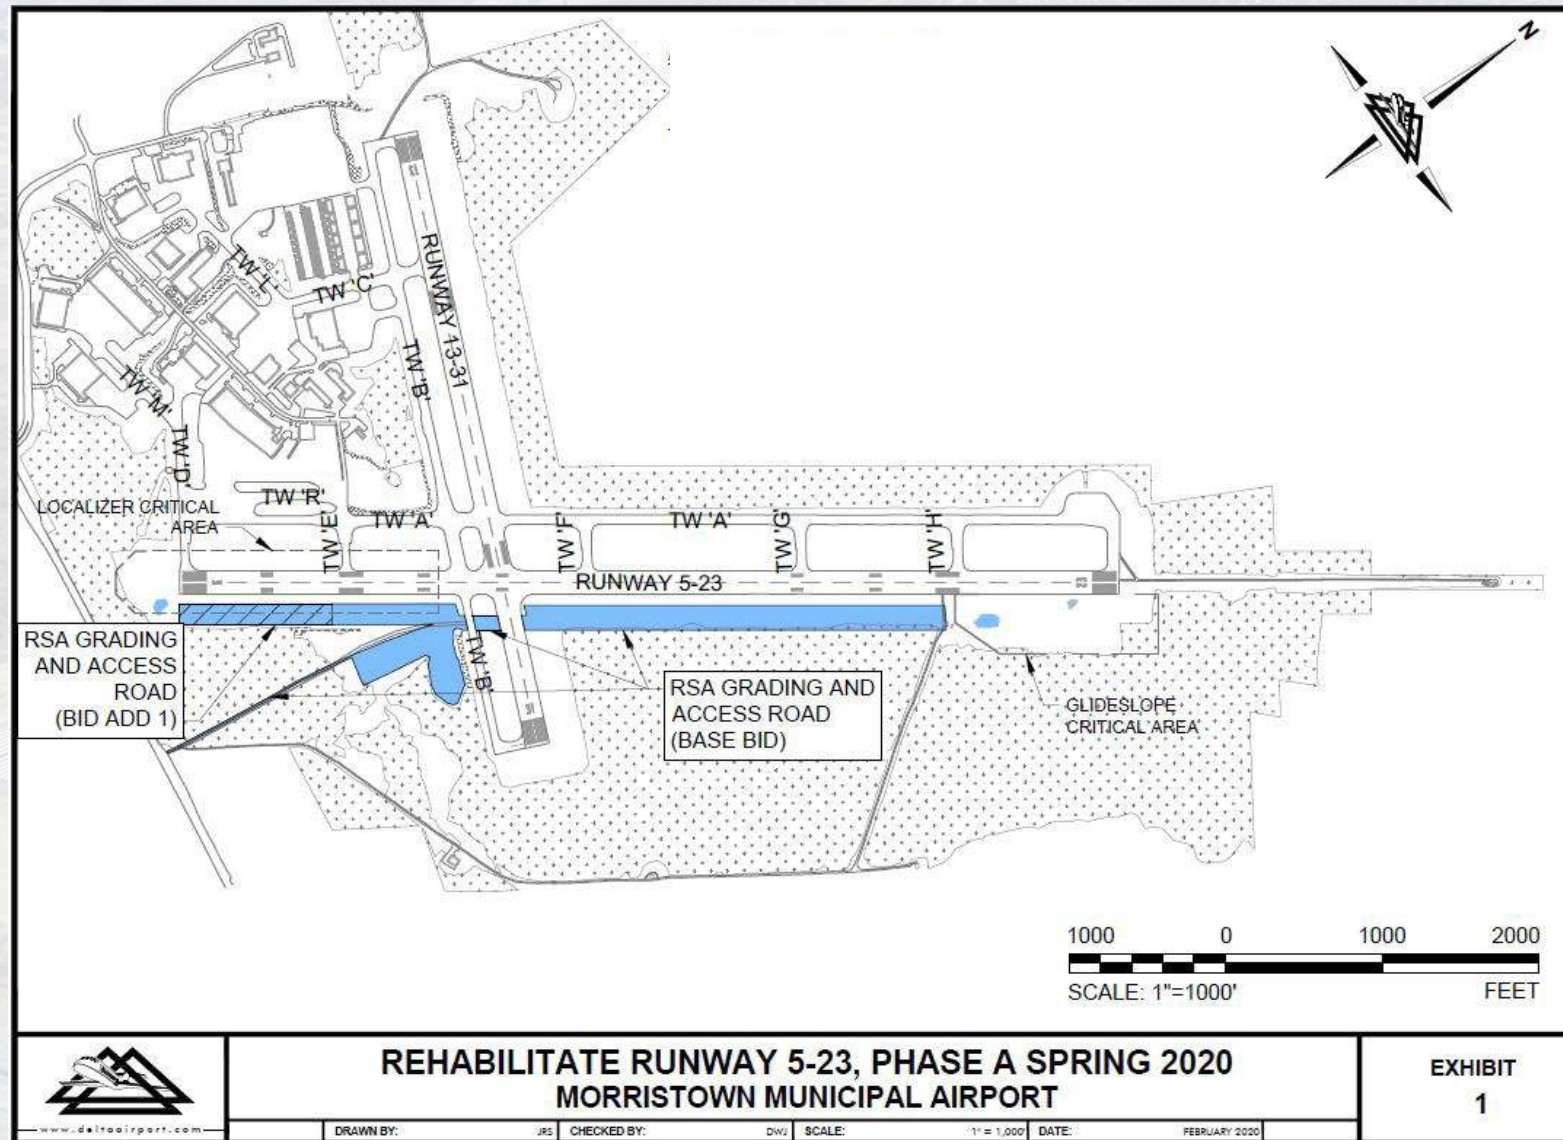 N
RUNWAY 13-31
TW 'L'
TW 'C'
TW 'B'
TW 'M'
TW 'D'
TW 'R'
LOCALIZER CRITICAL
AREA
TW 'E'
TW 'A'
TW 'F'
TW 'A'
TW 'G'
TW 'H'
RUNWAY 5-23
23
RSA GRADING
AND ACCESS
ROAD
(BID ADD 1)
TW 'B'
RSA GRADING AND
ACCESS ROAD
(BASE BID)
GLIDESLOPE
CRITICAL AREA
1000 0 1000 2000
SCALE: 1"=1000' FEET
REHABILITATE RUNWAY 5-23, PHASE A SPRING 2020
MORRISTOWN MUNICIPAL AIRPORT
EXHIBIT
1
www.deltaairport.com
DRAWN BY: JRS CHECKED BY: DWJ SCALE: 1" = 1,000' DATE: FEBRUARY 2020